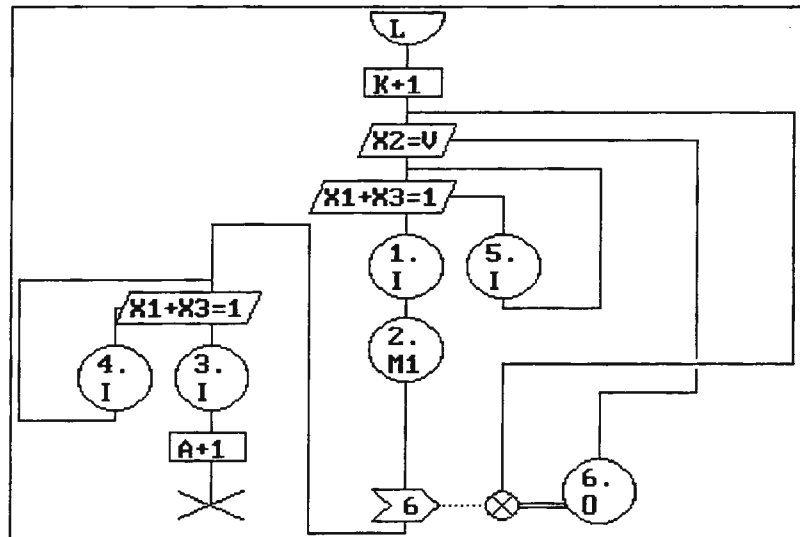 L
K+1
X2=V
X1+X3=1
1.
I
5.
I
X1+X3=1
2.
M1
4.
I
3.
I
A+1
6
6.
O